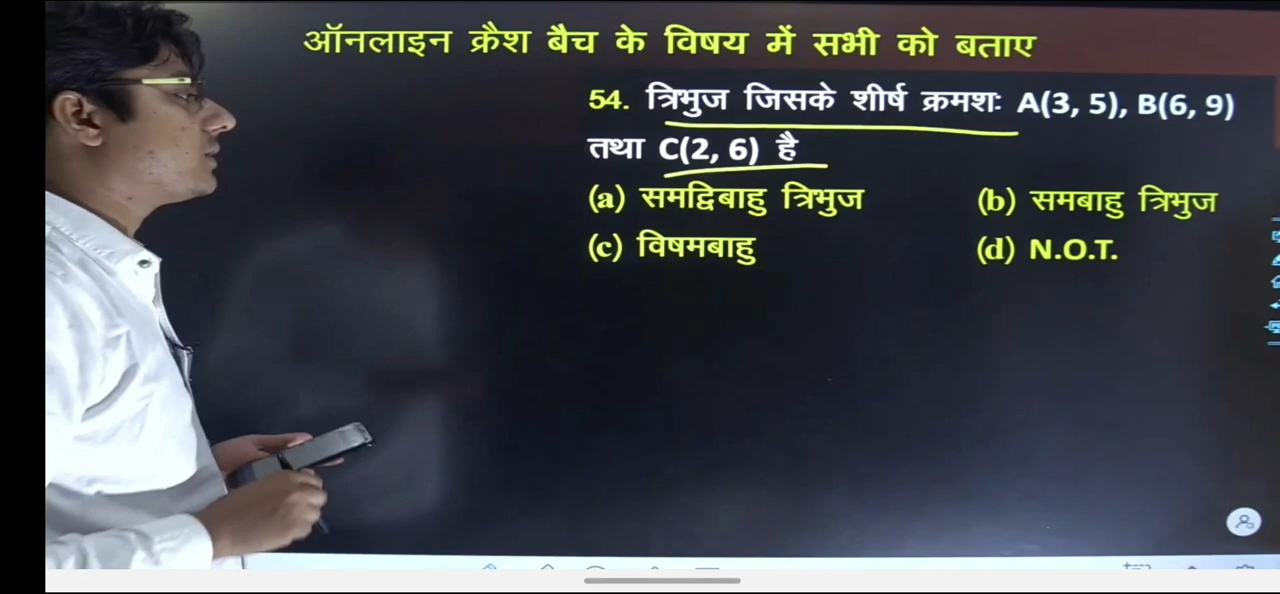 ऑनलाइन क्रैश बैच के विषय में सभी को बताए
54. त्रिभुज जिसके शीर्ष क्रमशः A(3, 5), B(6, 9)
तथा C(2, 6) है
(a) समद्विबाहु त्रिभुज (b) समबाहु त्रिभुज
(c) विषमबाहु (d) N.O.T.